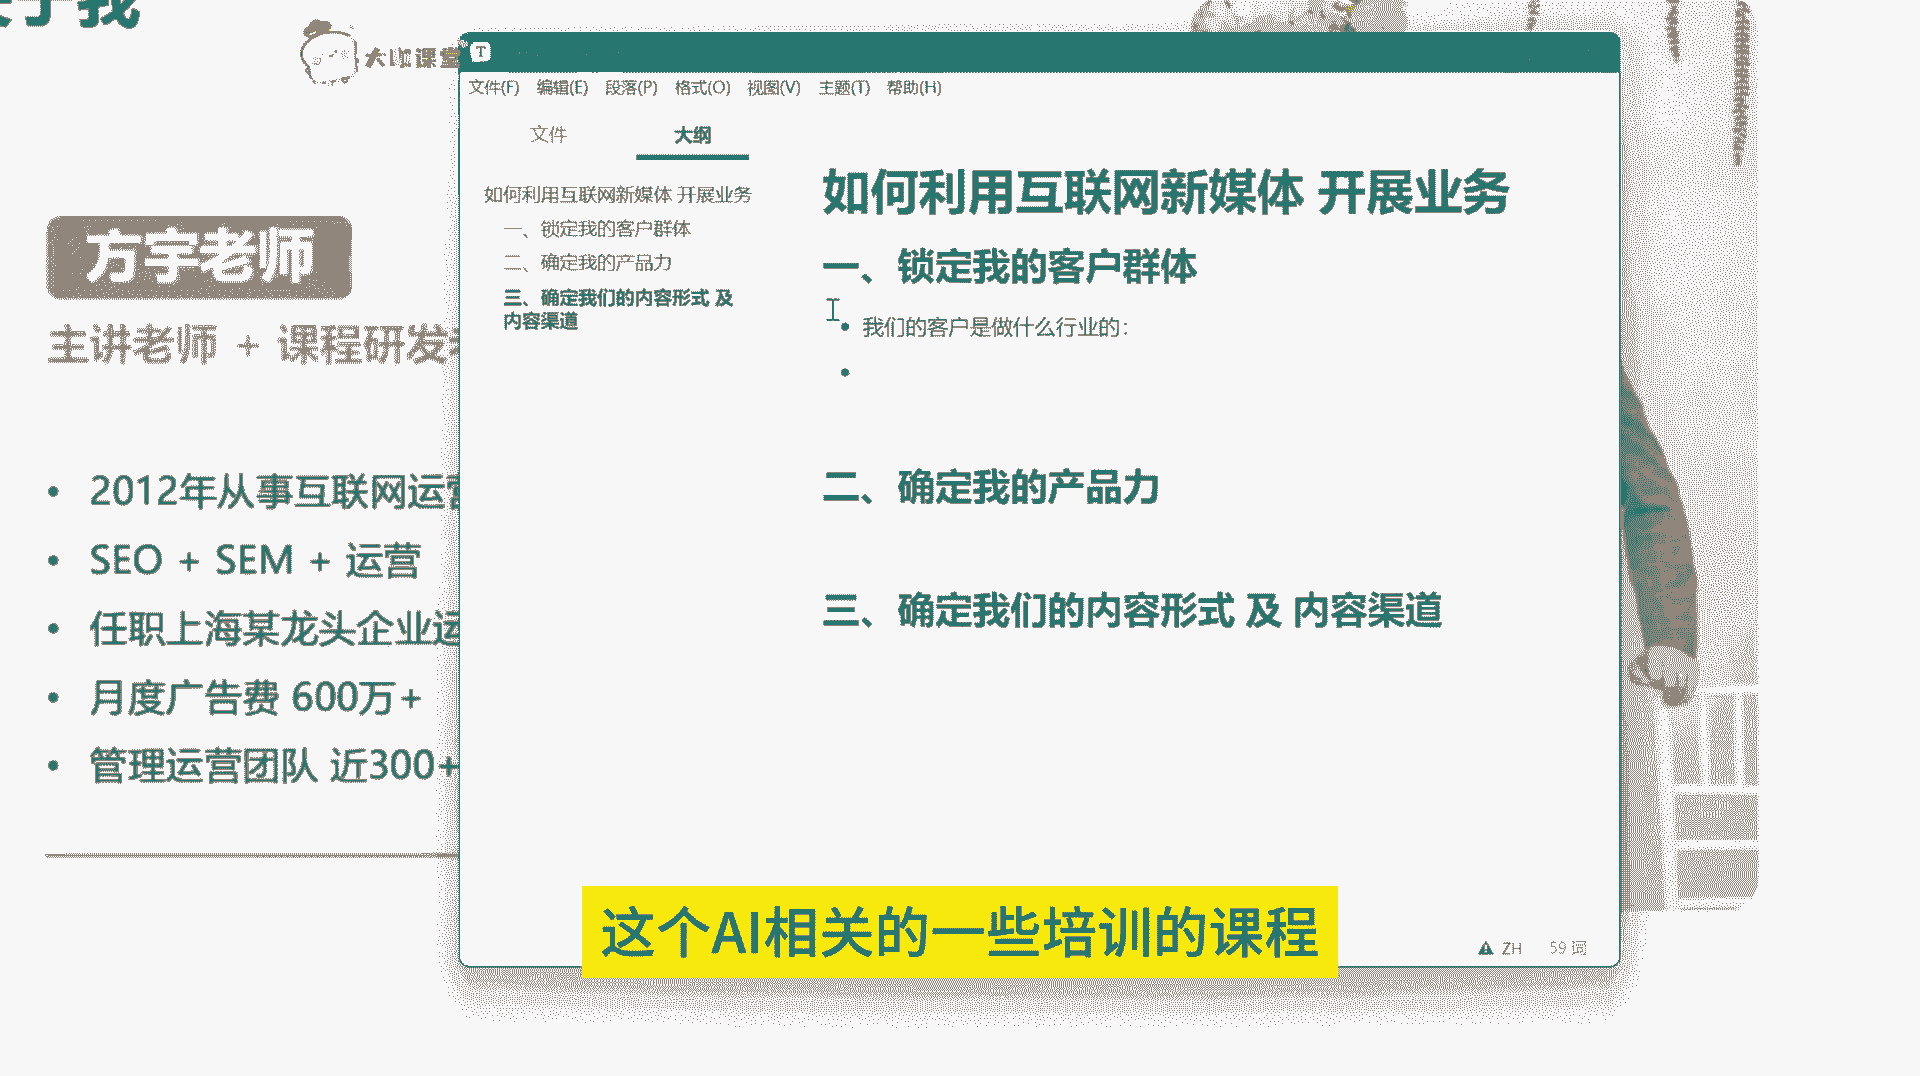 大咖课堂
方宇老师
主讲老师 + 课程研发
2012年从事互联网运营
SEO + SEM + 运营
任职上海某龙头企业运
月度广告费 600万+
管理运营团队 近300+
T
文件(F) 编辑(E) 段落(P) 格式(O) 视图(V) 主题(T) 帮助(H)
文件 大纲
如何利用互联网新媒体 开展业务
一、锁定我的客户群体
二、确定我的产品力
三、确定我们的内容形式 及
内容渠道
如何利用互联网新媒体 开展业务
一、锁定我的客户群体
我们的客户是做什么行业的：
二、确定我的产品力
三、确定我们的内容形式 及 内容渠道
ZH 59 词
这个AI相关的一些培训的课程